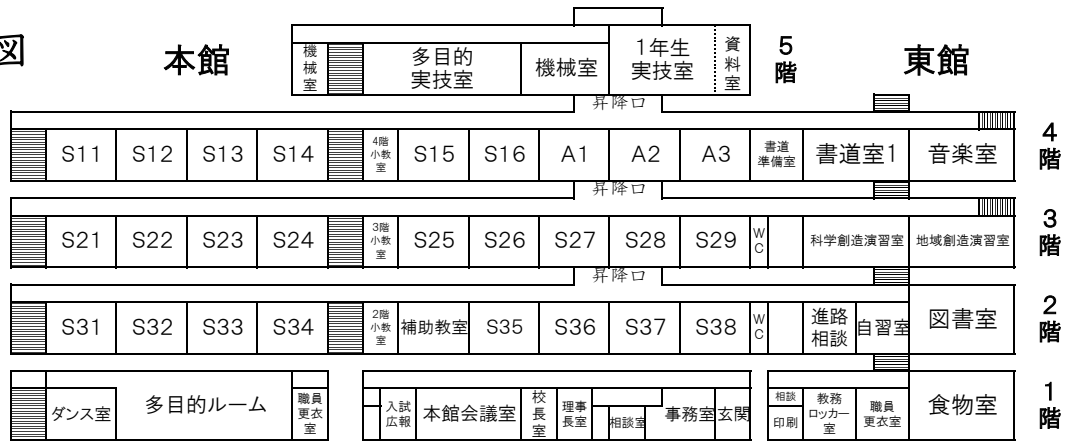 図
本館
東館
機械室
多目的実技室
機械室
1年生実技室
資料室
5階
昇降口
S11 S12 S13 S14 4階小教室 S15 S16 A1 A2 A3 書道準備室 書道室1 音楽室
4階
昇降口
S21 S22 S23 S24 3階小教室 S25 S26 S27 S28 S29 WC 科学創造演習室 地域創造演習室
3階
昇降口
S31 S32 S33 S34 2階小教室 補助教室 S35 S36 S37 S38 WC 進路相談 自習室 図書室
2階
ダンス室 多目的ルーム 職員更衣室 入試広報 本館会議室 校長室 理事長室 相談室 事務室 玄関 相談 印刷 教務ロッカー室 職員更衣室 食物室
1階